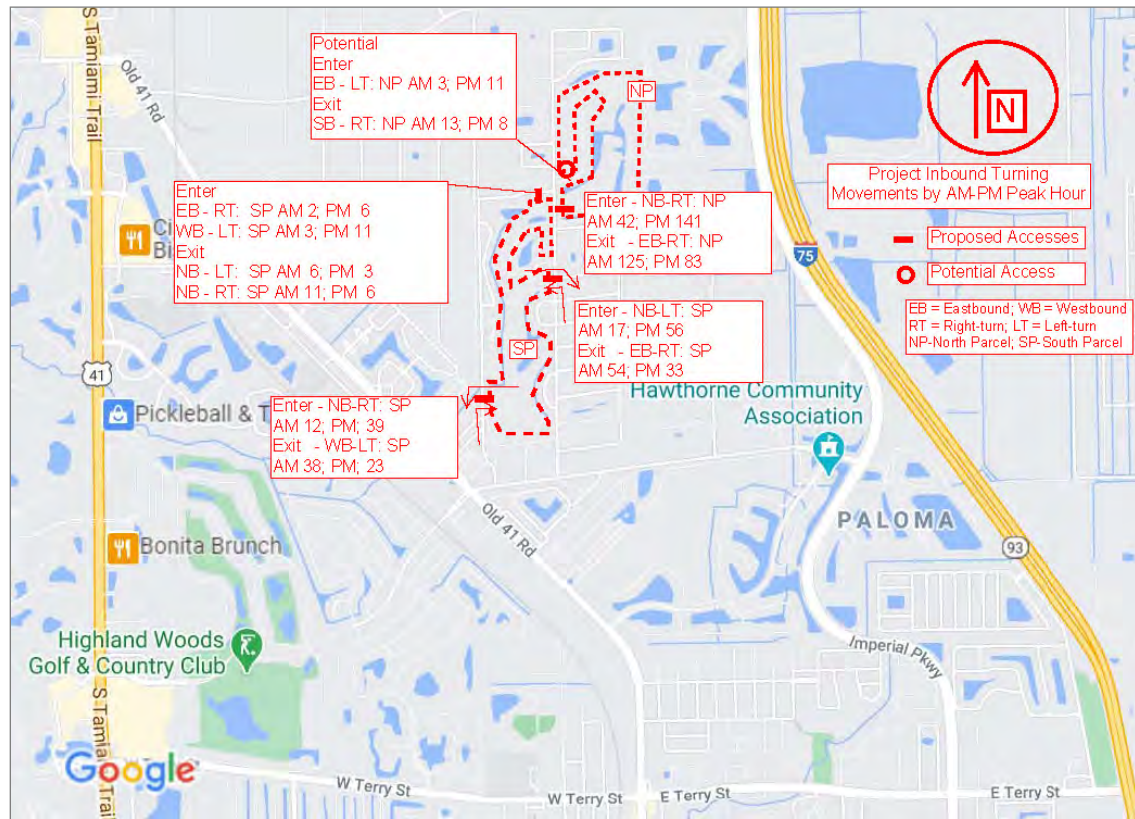 S Tamiami Trail
Old 41 Rd
Potential
Enter
EB - LT: NP AM 3; PM 11
Exit
SB - RT: NP AM 13; PM 8
NP
N
Project Inbound Turning
Movements by AM-PM Peak Hour
Proposed Accesses
Potential Access
EB = Eastbound; WB = Westbound
RT = Right-turn; LT = Left-turn
NP-North Parcel; SP-South Parcel
Enter
EB - RT: SP AM 2; PM 6
WB - LT: SP AM 3; PM 11
Exit
NB - LT: SP AM 6; PM 3
NB - RT: SP AM 11; PM 6
Enter - NB-RT: NP
AM 42; PM 141
Exit - EB-RT: NP
AM 125; PM 83
75
Enter - NB-LT: SP
AM 17; PM 56
Exit - EB-RT: SP
AM 54; PM 33
SP
41
Pickleball & T
Enter - NB-RT: SP
AM 12; PM; 39
Exit - WB-LT: SP
AM 38; PM; 23
Hawthorne Community
Association
Old 41 Rd
PALOMA
93
Bonita Brunch
Highland Woods
Golf & Country Club
Imperial Pkwy
S Tamiami Trail
Google
W Terry St
W Terry St
E Terry St
E Terry St